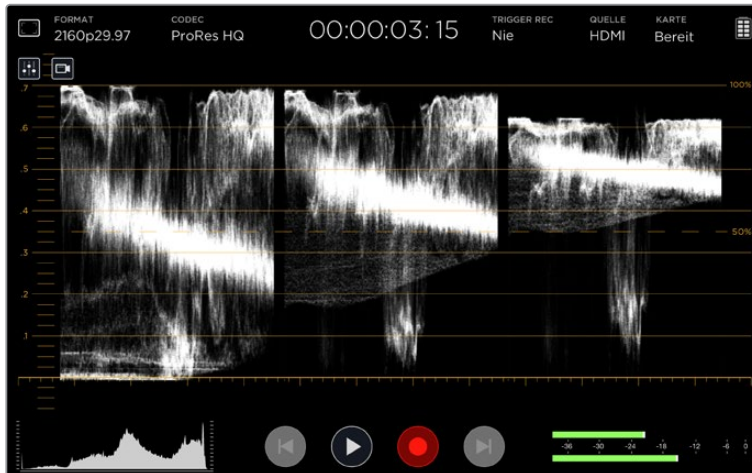 FORMAT
2160p29.97
CODEC
ProRes HQ
00:00:03:15
TRIGGER REC
Nie
QUELLE
HDMI
KARTE
Bereit
.7
100%
.6
.5
.4
50%
.3
.2
.1
-36 -30 -24 -18 -12 -6 0